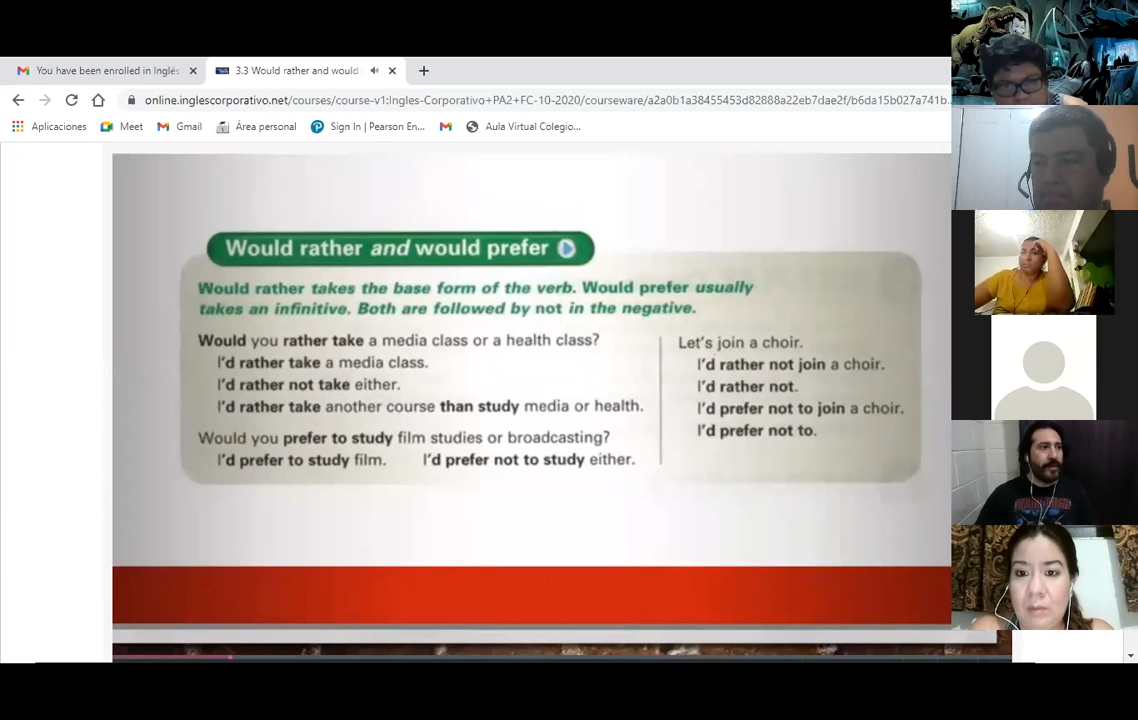 You have been enrolled in Inglés
3.3 Would rather and would
online.inglescorporativo.net/courses/course-v1:Ingles-Corporativo+PA2+FC-10-2020/courseware/a2a0b1a38455453d82888a22eb7dae2f/b6da15b027a741b...
Aplicaciones Meet Gmail Área personal Sign In | Pearson En... Aula Virtual Colegio...
Would rather and would prefer
Would rather takes the base form of the verb. Would prefer usually
takes an infinitive. Both are followed by not in the negative.
Would you rather take a media class or a health class?
I'd rather take a media class.
I'd rather not take either.
I'd rather take another course than study media or health.
Would you prefer to study film studies or broadcasting?
I'd prefer to study film. I'd prefer not to study either.
Let's join a choir.
I'd rather not join a choir.
I'd rather not.
I'd prefer not to join a choir.
I'd prefer not to.